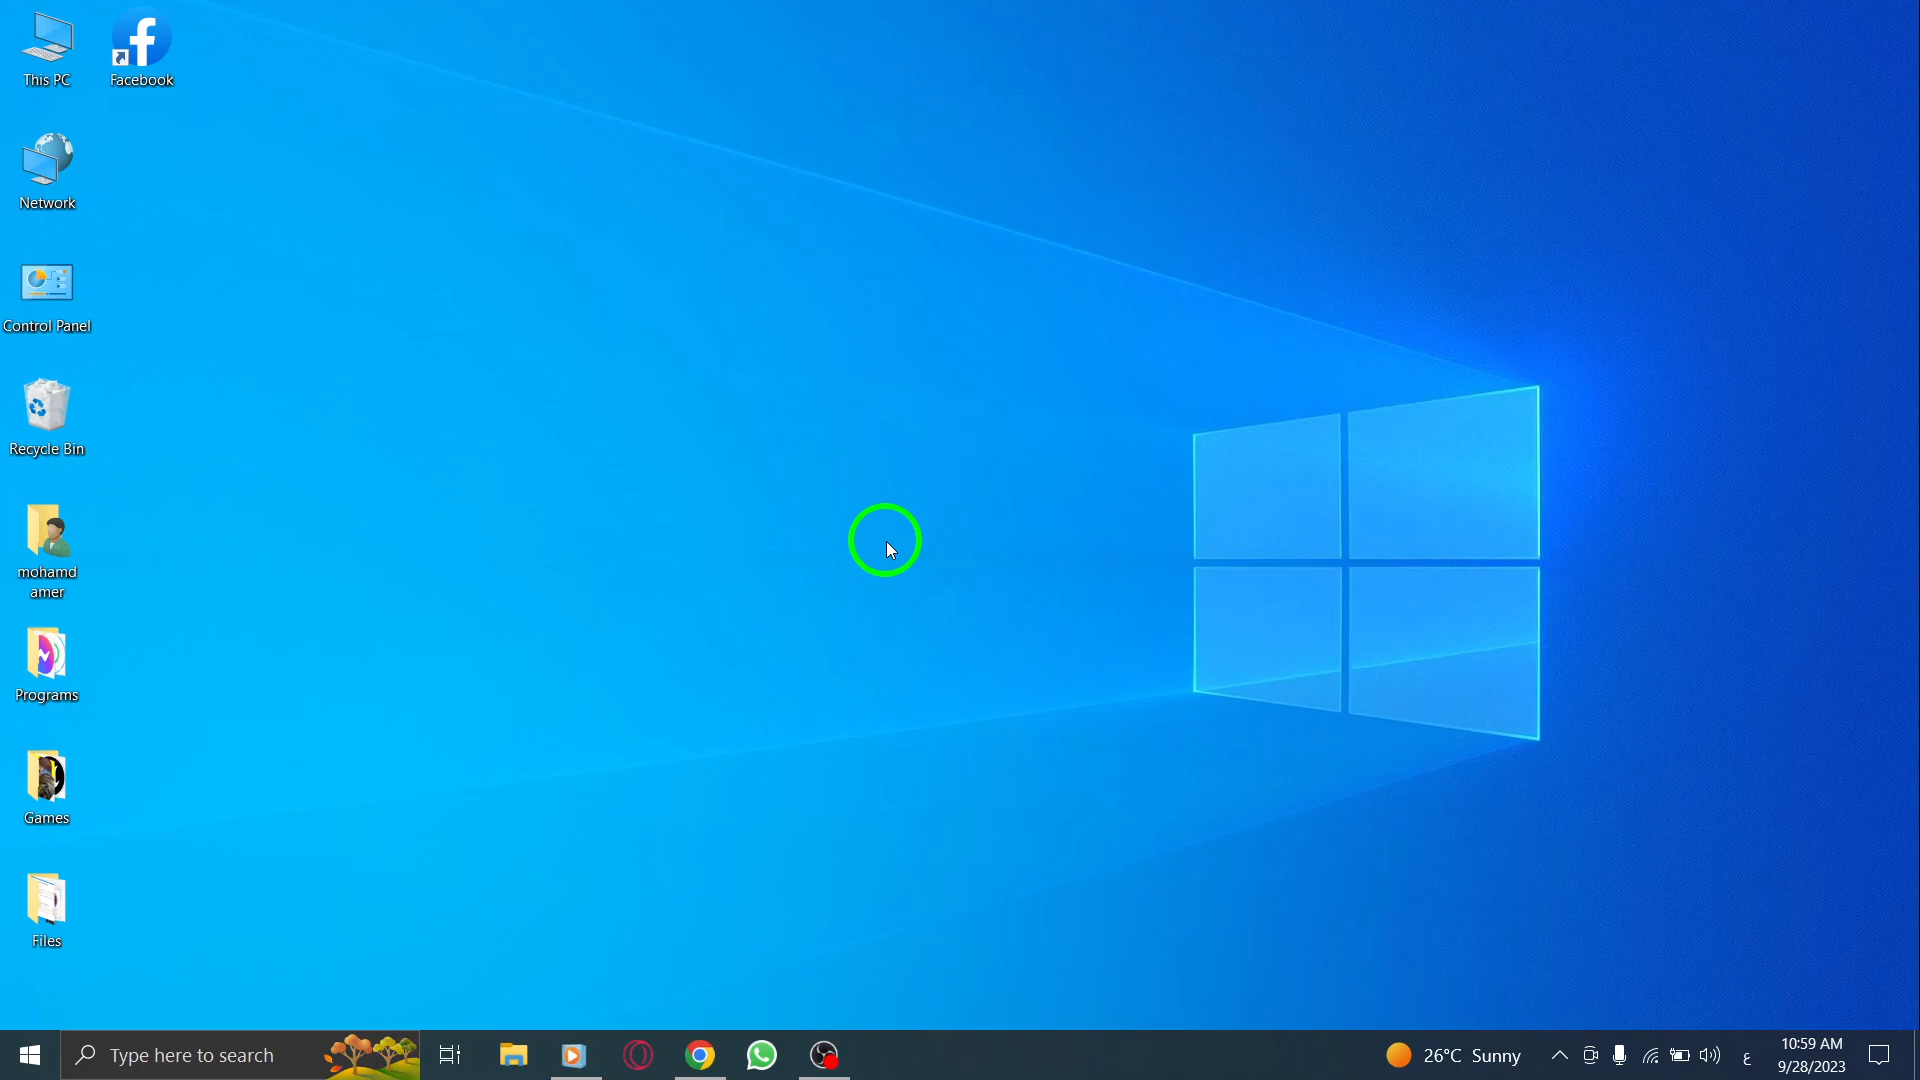 This PC
Facebook
Network
Control Panel
Recycle Bin
mohamd
amer
Programs
Games
Files
Type here to search
26°C Sunny
ع
10:59 AM
9/28/2023